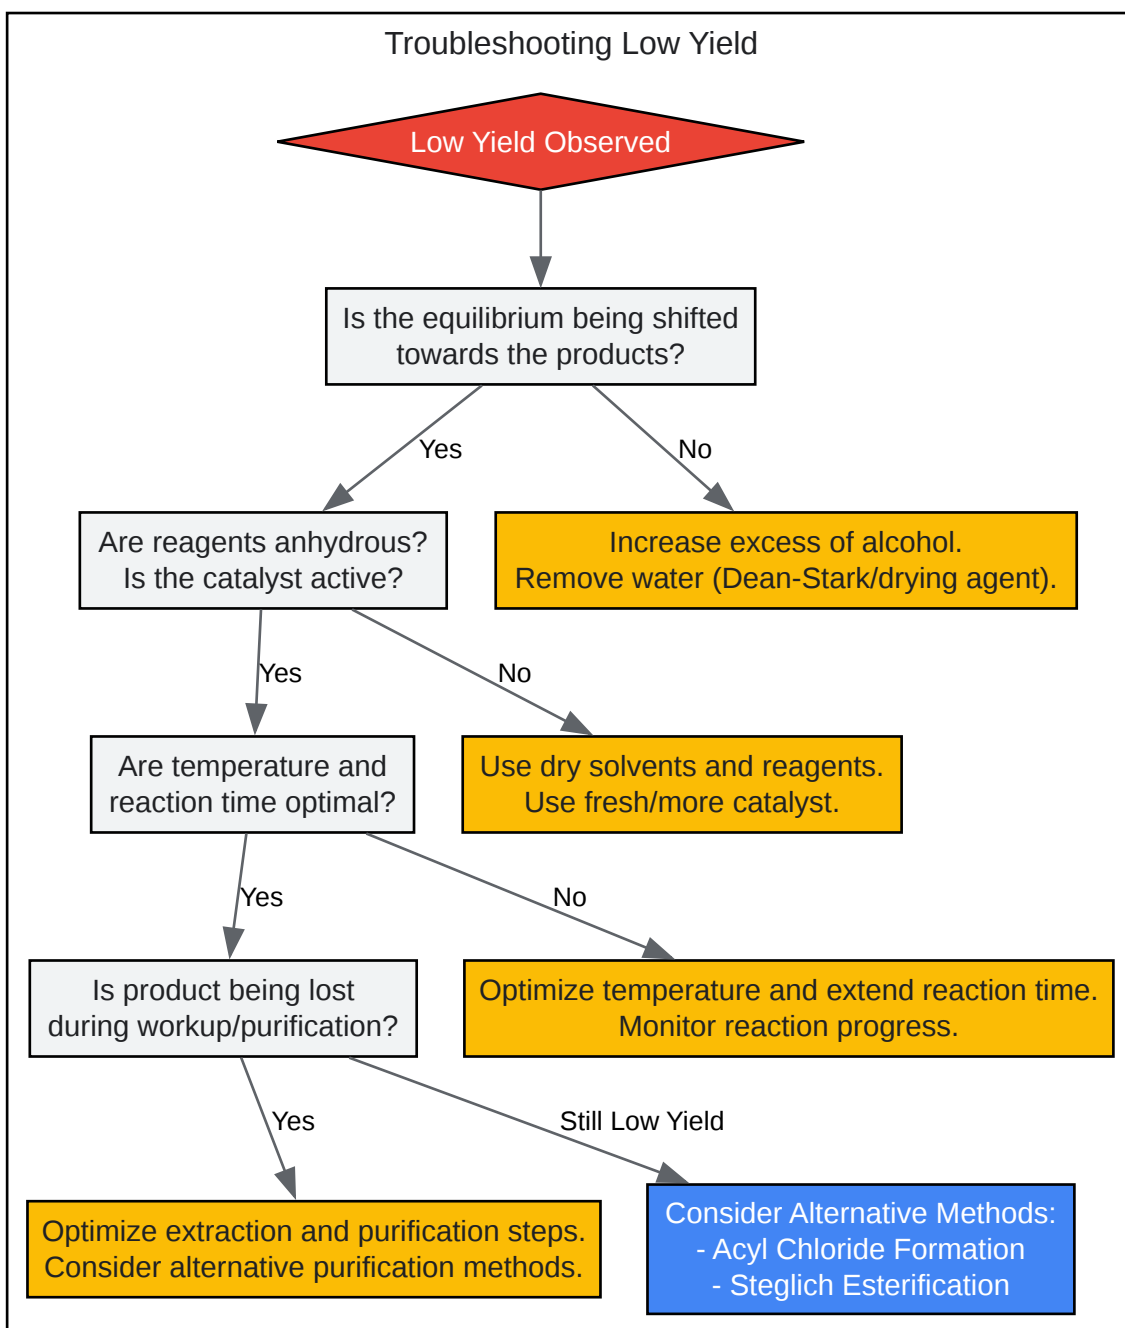 Troubleshooting Low Yield
Low Yield Observed
Is the equilibrium being shifted
towards the products?
Yes
No
Are reagents anhydrous?
Is the catalyst active?
Increase excess of alcohol.
Remove water (Dean-Stark/drying agent).
Yes
No
Are temperature and
reaction time optimal?
Use dry solvents and reagents.
Use fresh/more catalyst.
Yes
No
Is product being lost
during workup/purification?
Optimize temperature and extend reaction time.
Monitor reaction progress.
Yes
Still Low Yield
Optimize extraction and purification steps.
Consider alternative purification methods.
Consider Alternative Methods:
- Acyl Chloride Formation
- Steglich Esterification